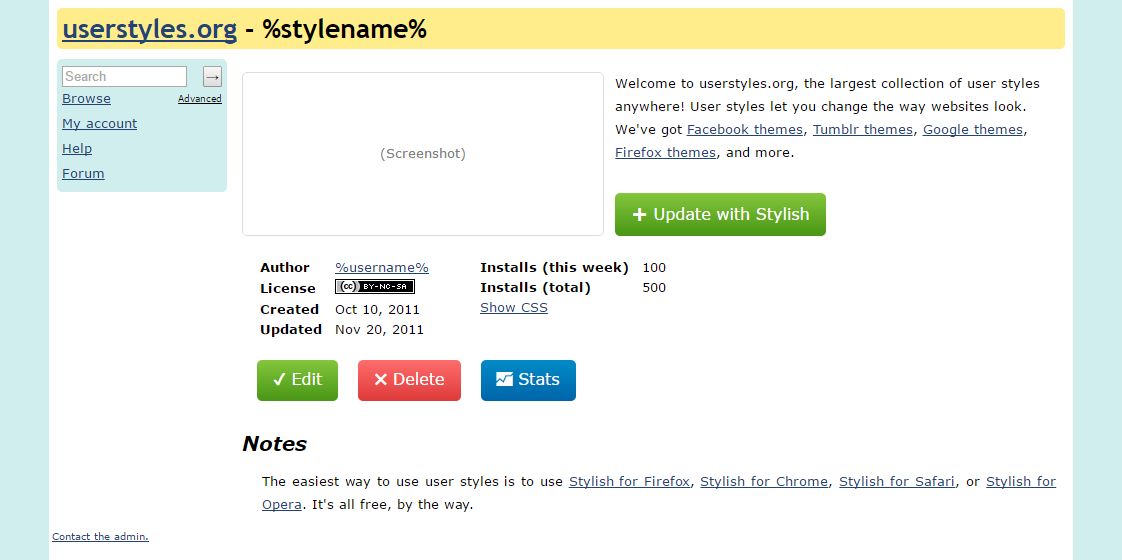 userstyles.org - %stylename%
Search →
Browse Advanced
My account
Help
Forum
(Screenshot)
Welcome to userstyles.org, the largest collection of user styles
anywhere! User styles let you change the way websites look.
We've got Facebook themes, Tumblr themes, Google themes,
Firefox themes, and more.
+ Update with Stylish
Author %username%
License (cc) BY-NC-SA
Created Oct 10, 2011
Updated Nov 20, 2011
Installs (this week) 100
Installs (total) 500
Show CSS
✓ Edit
✕ Delete
Stats
Notes
The easiest way to use user styles is to use Stylish for Firefox, Stylish for Chrome, Stylish for Safari, or Stylish for
Opera. It's all free, by the way.
Contact the admin.